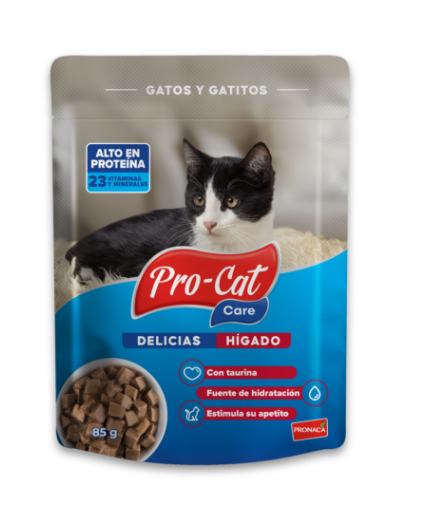 GATOS Y GATITOS
ALTO EN
PROTEÍNA
23 VITAMINAS
Y MINERALES
Pro-Cat
Care
DELICIAS HÍGADO
Con taurina
Fuente de hidratación
Estimula su apetito
85 g
PRONACA